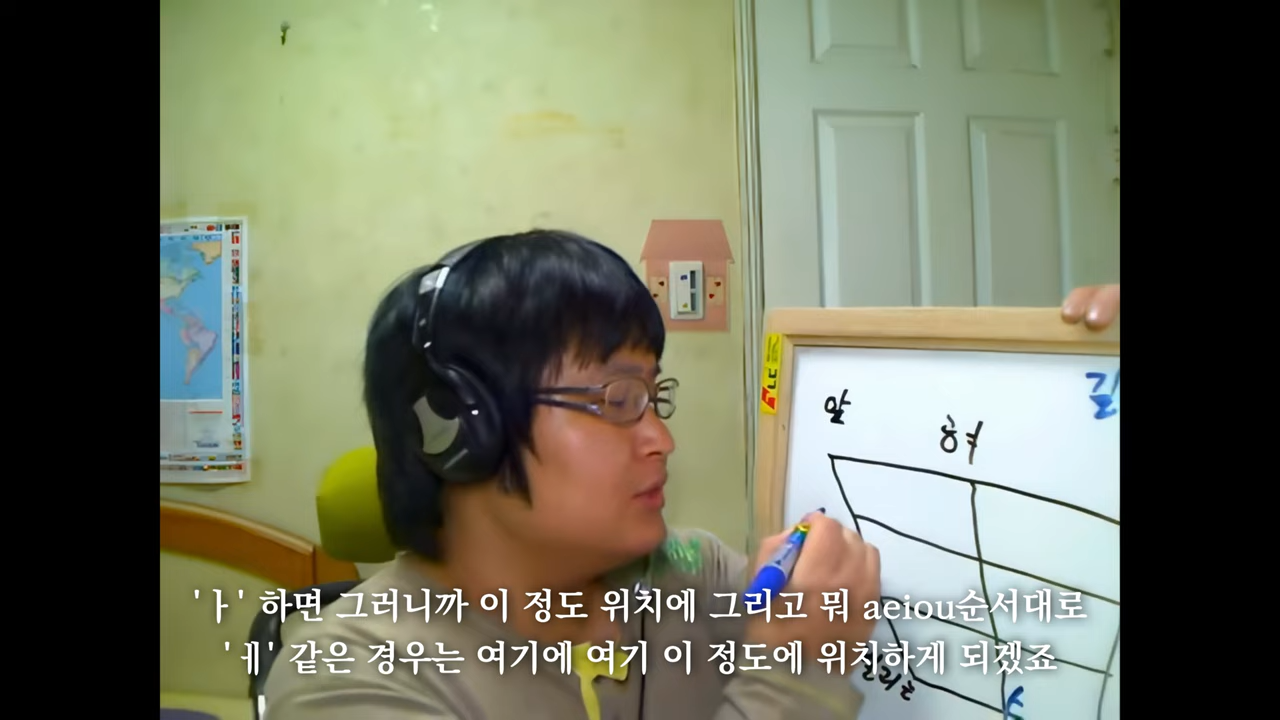 앞
중여
'ㅏ' 하면 그러니까 이 정도 위치에 그리고 뭐 aeiou순서대로
'ㅔ' 같은 경우는 여기에 여기 이 정도에 위치하게 되겠죠